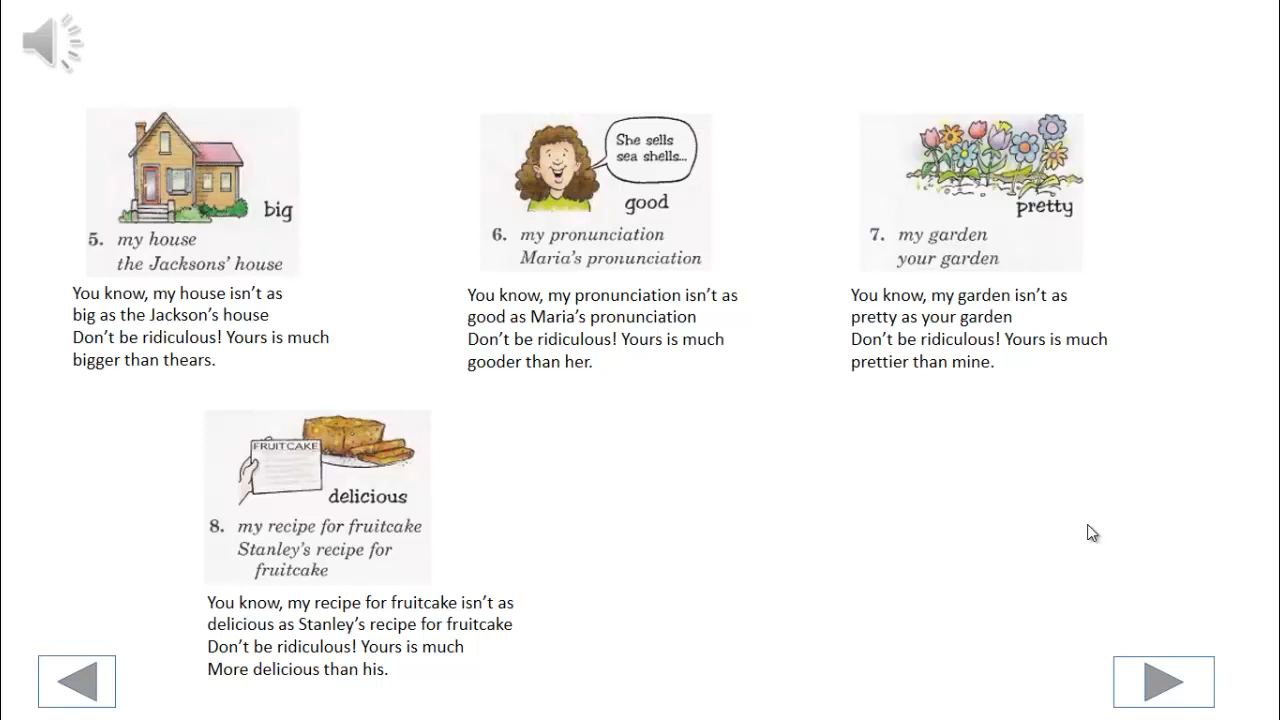 big
5. my house
the Jacksons' house
You know, my house isn't as
big as the Jackson's house
Don't be ridiculous! Yours is much
bigger than thears.
She sells
sea shells...
good
6. my pronunciation
Maria's pronunciation
You know, my pronunciation isn't as
good as Maria's pronunciation
Don't be ridiculous! Yours is much
gooder than her.
pretty
7. my garden
your garden
You know, my garden isn't as
pretty as your garden
Don't be ridiculous! Yours is much
prettier than mine.
FRUITCAKE
delicious
8. my recipe for fruitcake
Stanley's recipe for
fruitcake
You know, my recipe for fruitcake isn't as
delicious as Stanley's recipe for fruitcake
Don't be ridiculous! Yours is much
More delicious than his.